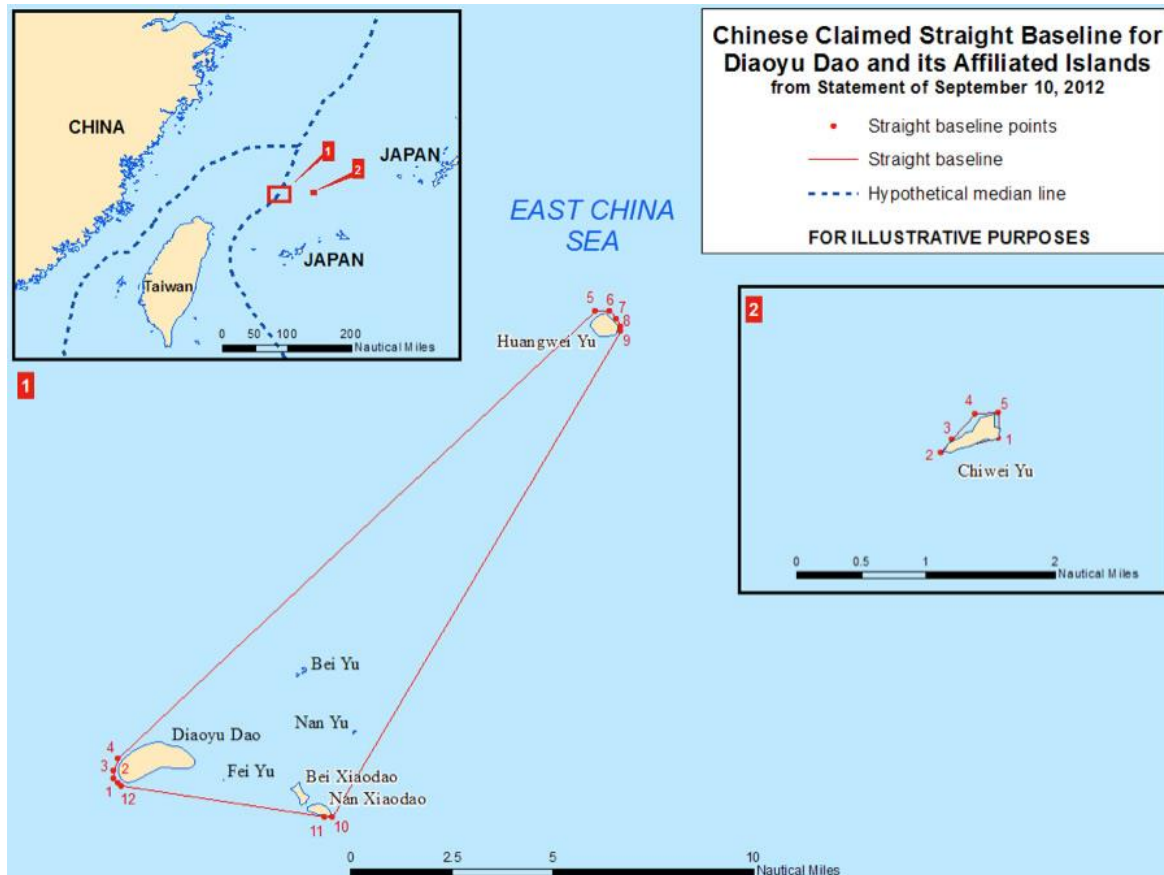 CHINA
JAPAN
JAPAN
Taiwan
1
2
0 50 100 200
Nautical Miles
Chinese Claimed Straight Baseline for
Diaoyu Dao and its Affiliated Islands
from Statement of September 10, 2012
Straight baseline points
Straight baseline
Hypothetical median line
FOR ILLUSTRATIVE PURPOSES
EAST CHINA
SEA
1
5 6 7
8
9
Huangwei Yu
2
4 5
3
1
2
Chiwei Yu
0 0.5 1 2
Nautical Miles
Bei Yu
Nan Yu
Diaoyu Dao
4
3 2
1
12
Fei Yu
Bei Xiaodao
Nan Xiaodao
11 10
0 2.5 5 10
Nautical Miles